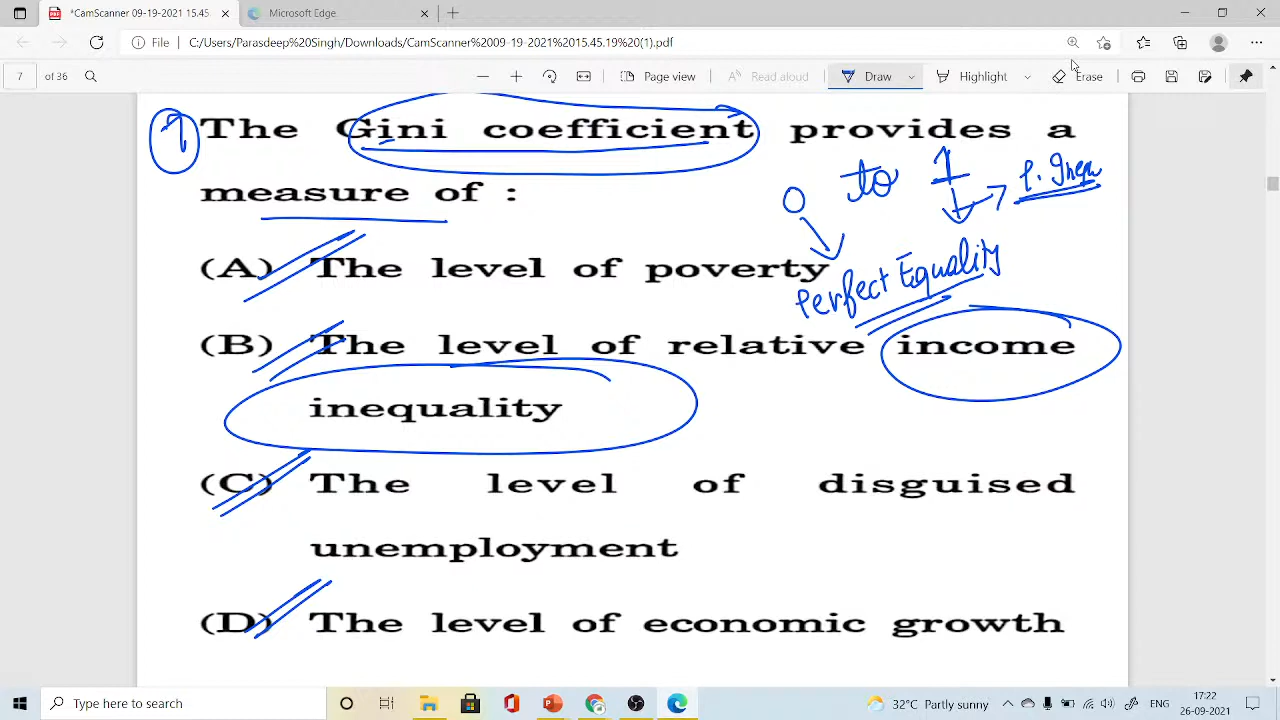 *CamScanner 09-19-2021 15.45
Microsoft Edge
File
C:/Users/Parasdeep%20Singh/Downloads/CamScanner%2009-19-2021%2015.45.19%20(1).pdf
7 of 36
Page view
Read aloud
Draw
Highlight
Erase
The Gini coefficient provides a
measure of :
0 to 1
P. Inequ
(A) The level of poverty
Perfect Equality
(B) The level of relative income
inequality
(C) The level of disguised
unemployment
(D) The level of economic growth
Type here to search
32°C Partly sunny
ENG
17:22
26-09-2021